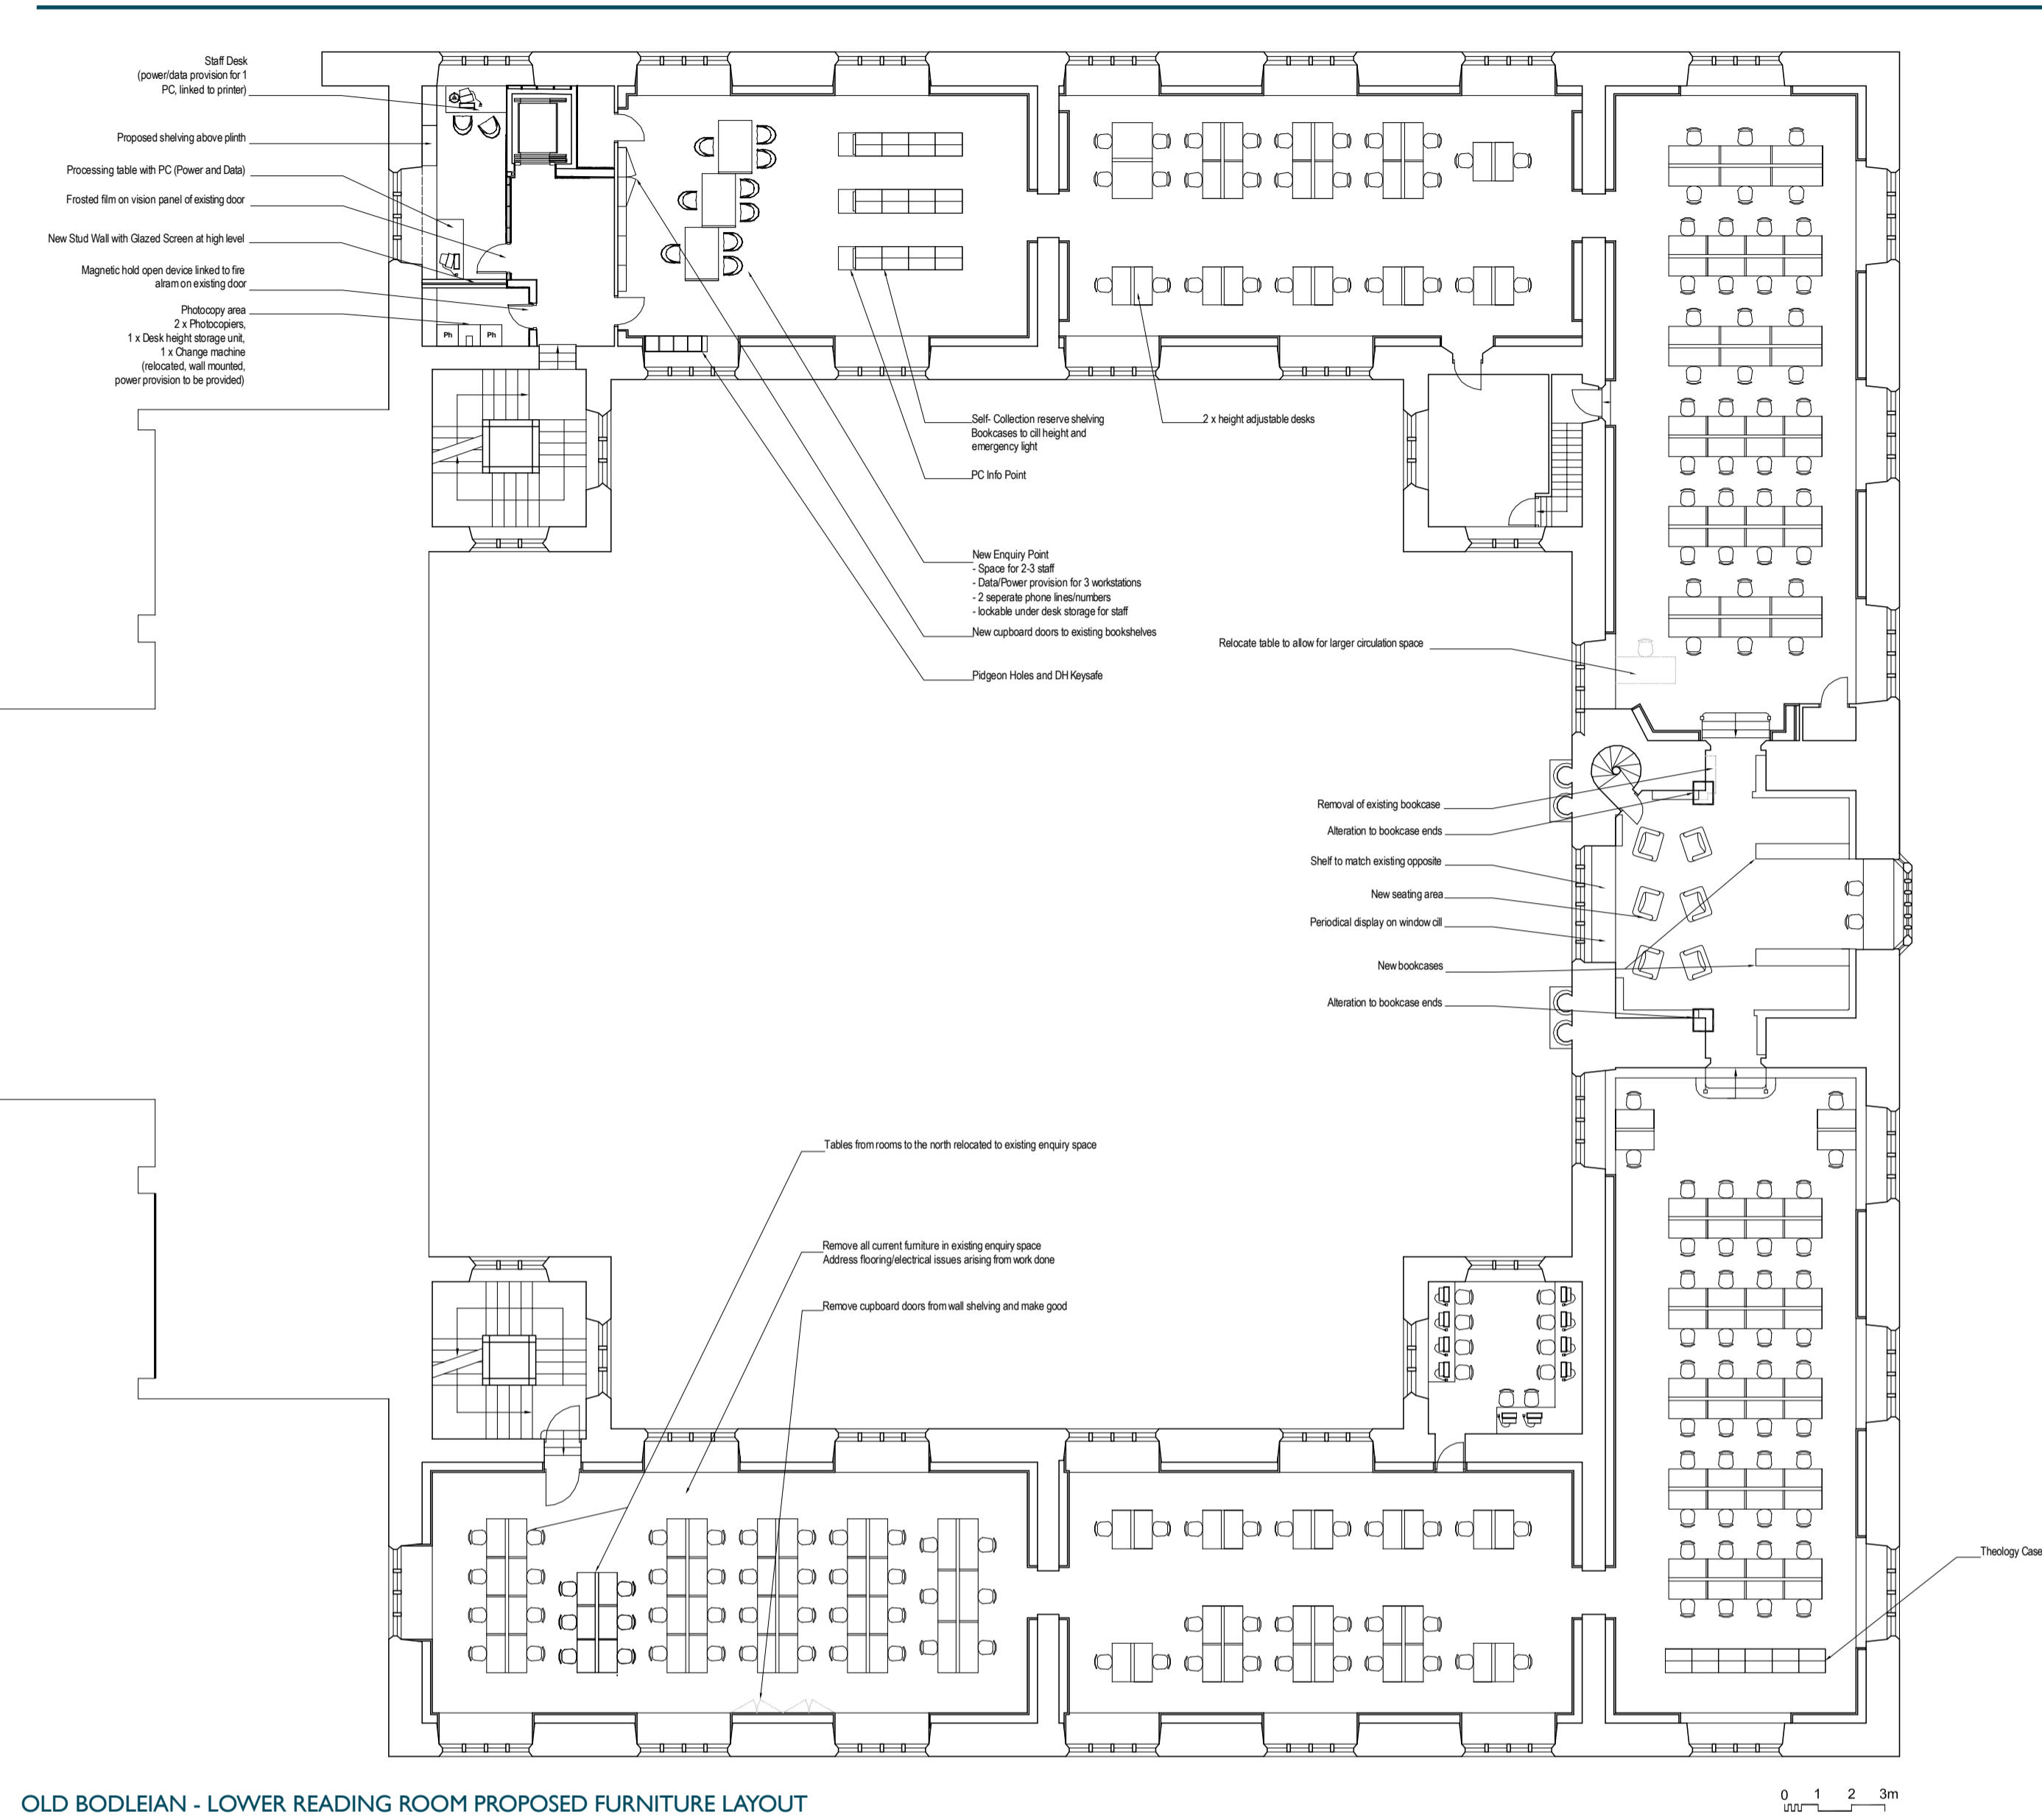 Staff Desk
(power/data provision for 1
PC, linked to printer)
Proposed shelving above plinth
Processing table with PC (Power and Data)
Frosted film on vision panel of existing door
New Stud Wall with Glazed Screen at high level
Magnetic hold open device linked to fire
alram on existing door
Photocopy area
2 x Photocopiers,
1 x Desk height storage unit,
1 x Change machine
(relocated, wall mounted,
power provision to be provided)
Ph
Ph
Self- Collection reserve shelving
Bookcases to cill height and
emergency light
PC Info Point
2 x height adjustable desks
New Enquiry Point
- Space for 2-3 staff
- Data/Power provision for 3 workstations
- 2 seperate phone lines/numbers
- lockable under desk storage for staff
New cupboard doors to existing bookshelves
Pidgeon Holes and DH Keysafe
Relocate table to allow for larger circulation space
Removal of existing bookcase
Alteration to bookcase ends
Shelf to match existing opposite
New seating area
Periodical display on window cill
New bookcases
Alteration to bookcase ends
Tables from rooms to the north relocated to existing enquiry space
Remove all current furniture in existing enquiry space
Address flooring/electrical issues arising from work done
Remove cupboard doors from wall shelving and make good
Theology Case
OLD BODLEIAN - LOWER READING ROOM PROPOSED FURNITURE LAYOUT
0 1 2 3m